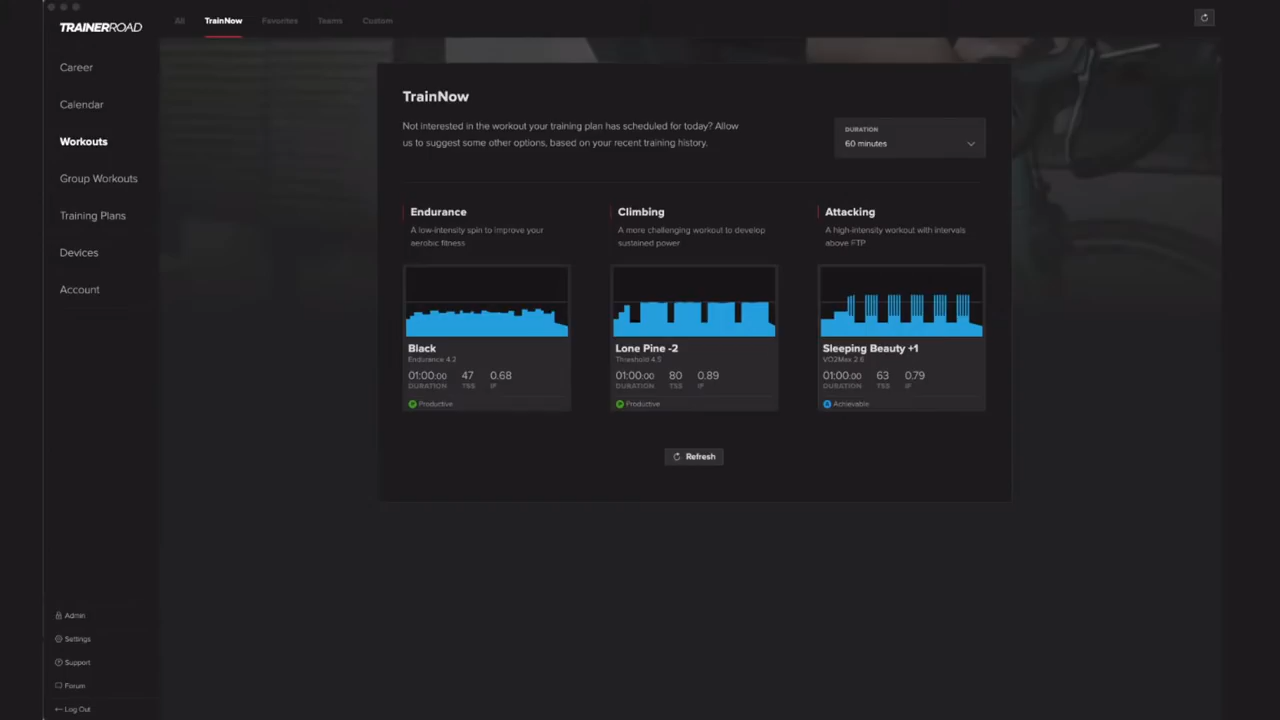 TRAINERROAD
All
TrainNow
Favorites
Teams
Custom
Career
Calendar
Workouts
Group Workouts
Training Plans
Devices
Account
TrainNow
Not interested in the workout your training plan has scheduled for today? Allow
us to suggest some other options, based on your recent training history.
DURATION
60 minutes
Endurance
A low-intensity spin to improve your
aerobic fitness
Black
Endurance 4.2
01:00:00 47 0.68
DURATION TSS IF
Productive
Climbing
A more challenging workout to develop
sustained power
Lone Pine -2
Threshold 4.5
01:00:00 80 0.89
DURATION TSS IF
Productive
Attacking
A high-intensity workout with intervals
above FTP
Sleeping Beauty +1
VO2Max 2.6
01:00:00 63 0.79
DURATION TSS IF
Achievable
Refresh
Admin
Settings
Support
Forum
Log Out